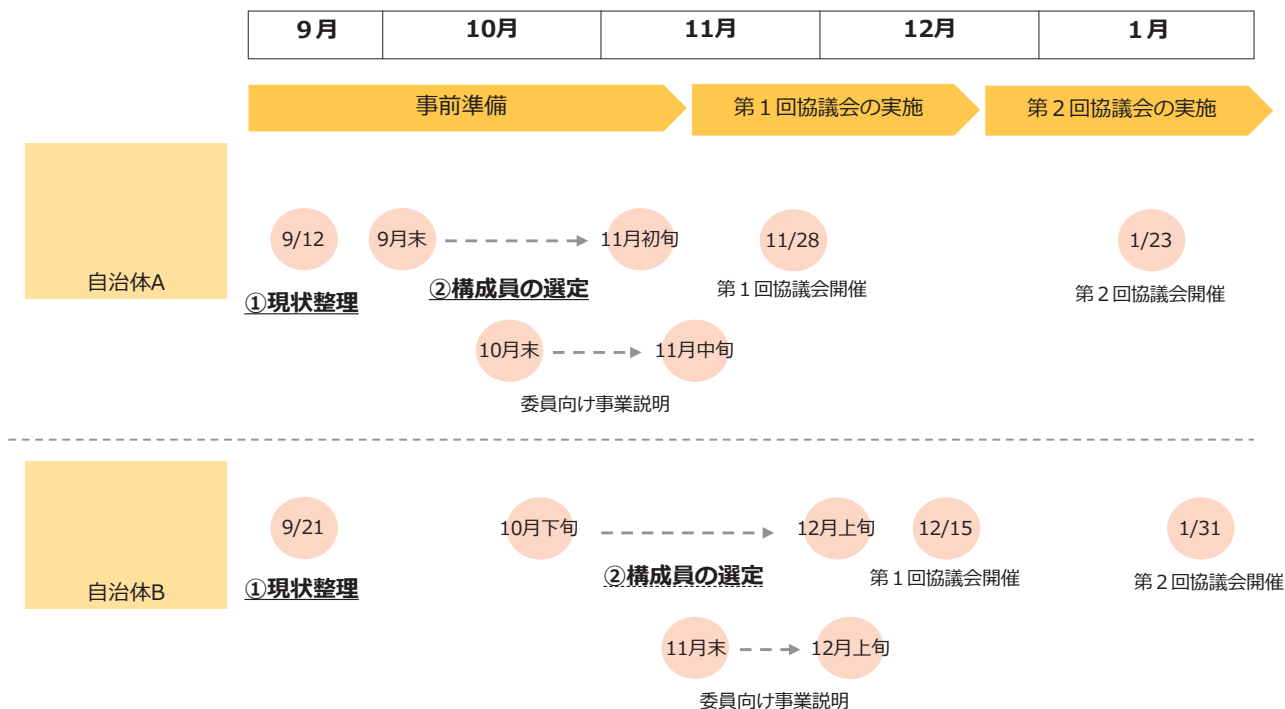 9月
10月
11月
12月
1月
事前準備
第1回協議会の実施
第2回協議会の実施
自治体A
9/12
9月末
11月初旬
11/28
1/23
①現状整理
②構成員の選定
第1回協議会開催
第2回協議会開催
10月末
11月中旬
委員向け事業説明
自治体B
9/21
10月下旬
12月上旬
12/15
1/31
①現状整理
②構成員の選定
第1回協議会開催
第2回協議会開催
11月末
12月上旬
委員向け事業説明